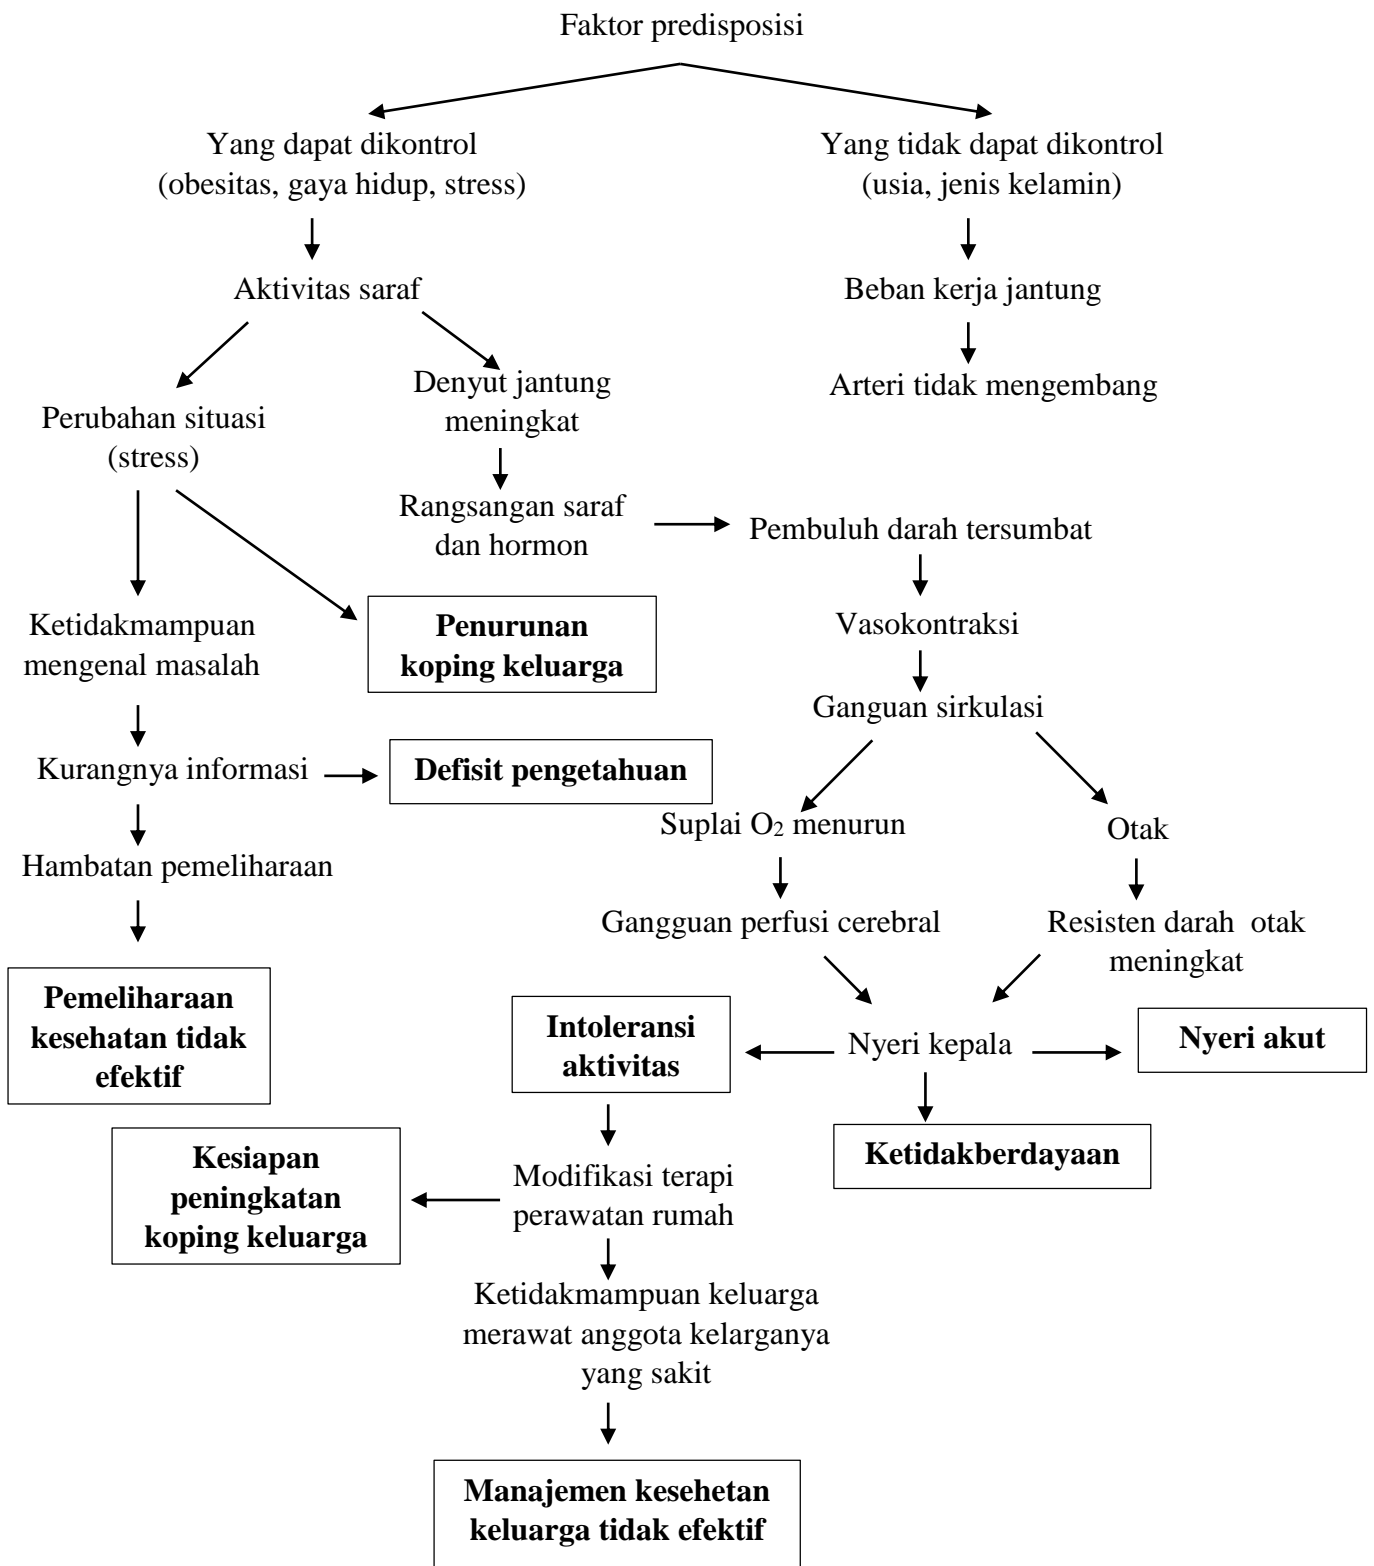 Faktor predisposisi
Yang dapat dikontrol
(obesitas, gaya hidup, stress)
Yang tidak dapat dikontrol
(usia, jenis kelamin)
Aktivitas saraf
Beban kerja jantung
Denyut jantung
meningkat
Arteri tidak mengembang
Perubahan situasi
(stress)
Rangsangan saraf
dan hormon
Pembuluh darah tersumbat
Ketidakmampuan
mengenal masalah
Penurunan
koping keluarga
Vasokontraksi
Ganguan sirkulasi
Kurangnya informasi
Defisit pengetahuan
Suplai O₂ menurun
Otak
Hambatan pemeliharaan
Gangguan perfusi cerebral
Resisten darah  otak
meningkat
Pemeliharaan
kesehatan tidak
efektif
Intoleransi
aktivitas
Nyeri kepala
Nyeri akut
Ketidakberdayaan
Kesiapan
peningkatan
koping keluarga
Modifikasi terapi
perawatan rumah
Ketidakmampuan keluarga
merawat anggota kelarganya
yang sakit
Manajemen kesehetan
keluarga tidak efektif